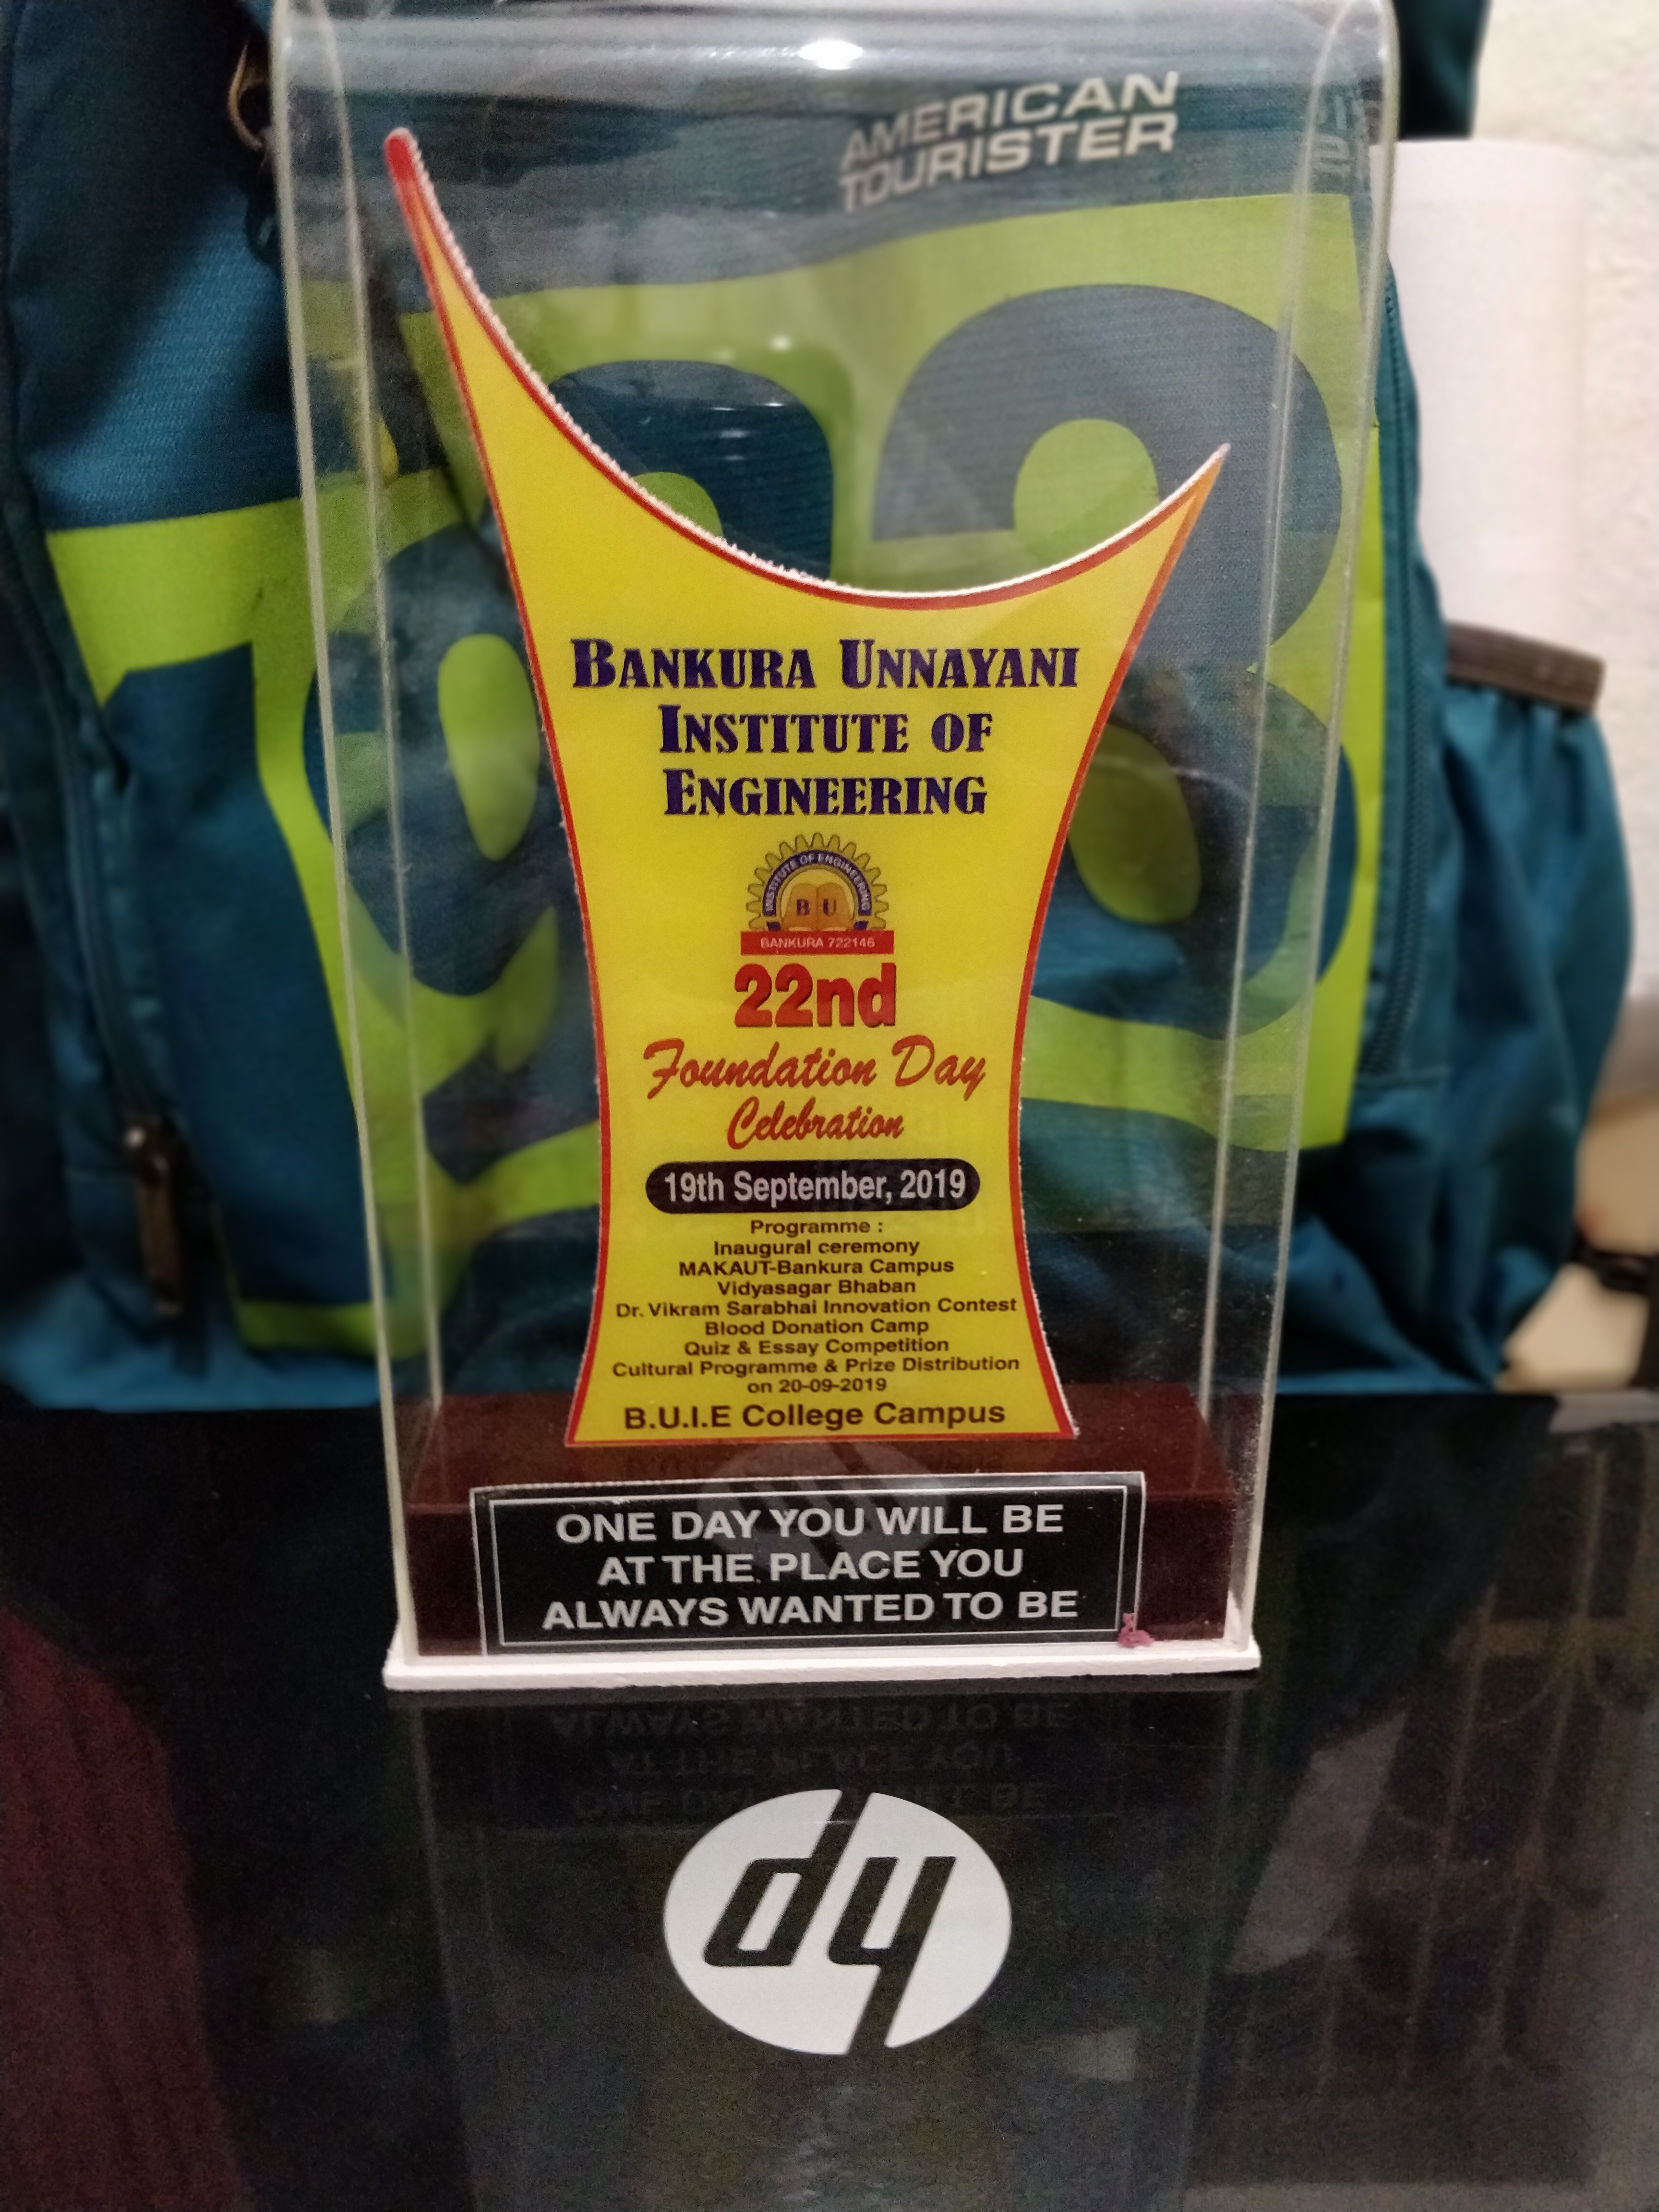 AMERICAN
TOURISTER
BANKURA UNNAYANI
INSTITUTE OF
ENGINEERING
INSTITUTE OF ENGINEERING
B U
BANKURA 722146
22nd
Foundation Day
Celebration
19th September, 2019
Programme :
Inaugural ceremony
MAKAUT-Bankura Campus
Vidyasagar Bhaban
Dr. Vikram Sarabhai Innovation Contest
Blood Donation Camp
Quiz & Essay Competition
Cultural Programme & Prize Distribution
on 20-09-2019
B.U.I.E College Campus
ONE DAY YOU WILL BE
AT THE PLACE YOU
ALWAYS WANTED TO BE
hp